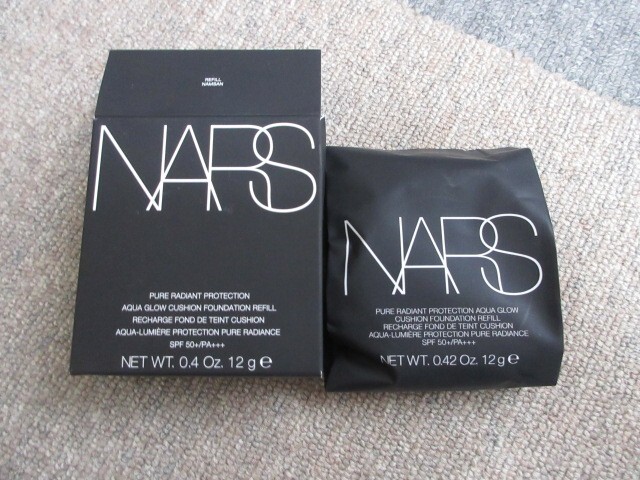 REFILL
NAMSAN
NARS
PURE RADIANT PROTECTION
AQUA GLOW CUSHION FOUNDATION REFILL
RECHARGE FOND DE TEINT CUSHION
AQUA-LUMIÈRE PROTECTION PURE RADIANCE
SPF 50+/PA+++
NET WT. 0.4 Oz. 12 g e
NARS
PURE RADIANT PROTECTION AQUA GLOW
CUSHION FOUNDATION REFILL
RECHARGE FOND DE TEINT CUSHION
AQUA-LUMIÈRE PROTECTION PURE RADIANCE
SPF 50+/PA+++
NET WT. 0.42 Oz. 12 g e